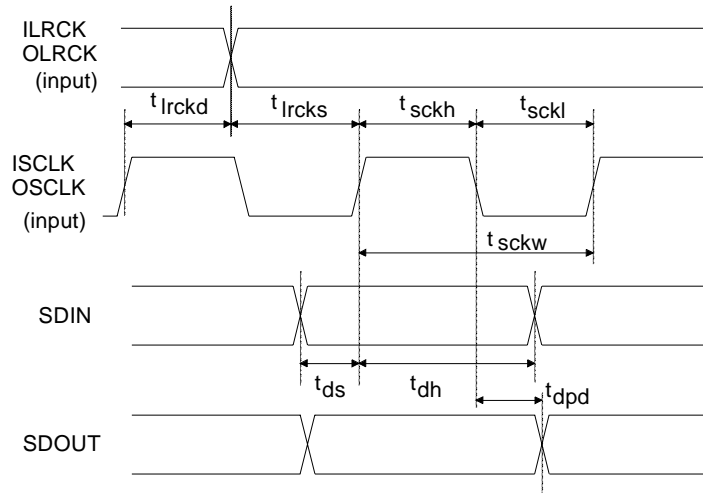 ILRCK
OLRCK
(input)
t lrckd
t lrcks
t sckh
t sckl
ISCLK
OSCLK
(input)
t sckw
SDIN
t ds
t dh
t dpd
SDOUT